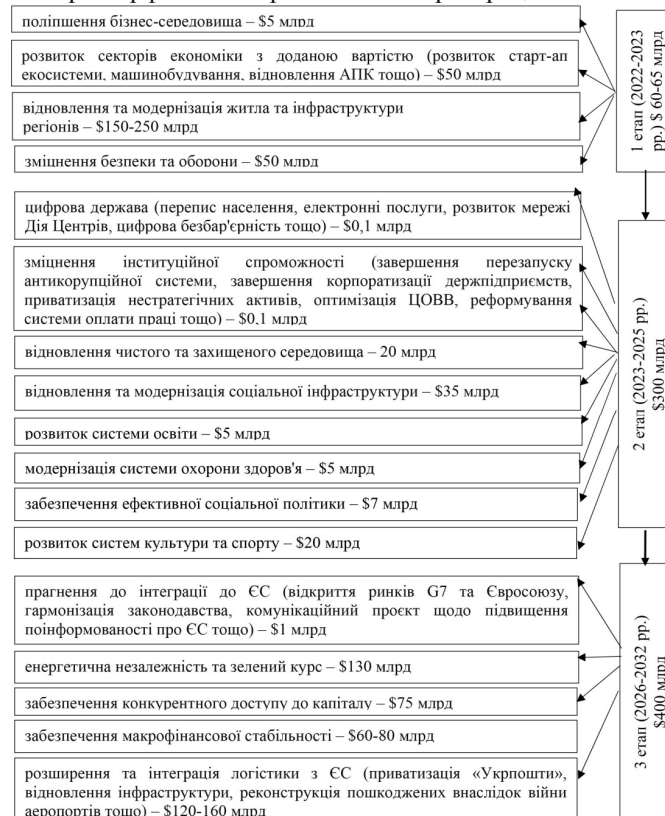 поліпшення бізнес-середовища – $5 млрд
розвиток секторів економіки з доданою вартістю (розвиток старт-ап
екосистеми, машинобудування, відновлення АПК тощо) – $50 млрд
відновлення та модернізація житла та інфраструктури
регіонів – $150-250 млрд
зміцнення безпеки та оборони – $50 млрд
1 етап (2022-2023
рр.) $ 60-65 млрд
цифрова держава (перепис населення, електронні послуги, розвиток мережі
Дія Центрів, цифрова безбар'єрність тощо) – $0,1 млрд
зміцнення інституційної спроможності (завершення перезапуску
антикорупційної системи, завершення корпоратизації держпідприємств,
приватизація нестратегічних активів, оптимізація ЦОВВ, реформування
системи оплати праці тощо) – $0,1 млрд
відновлення чистого та захищеного середовища – 20 млрд
відновлення та модернізація соціальної інфраструктури – $35 млрд
розвиток системи освіти – $5 млрд
модернізація системи охорони здоров'я – $5 млрд
забезпечення ефективної соціальної політики – $7 млрд
розвиток систем культури та спорту – $20 млрд
2 етап (2023-2025 рр.)
$300 млрд
прагнення до інтеграції до ЄС (відкриття ринків G7 та Євросоюзу,
гармонізація законодавства, комунікаційний проєкт щодо підвищення
поінформованості про ЄС тощо) – $1 млрд
енергетична незалежність та зелений курс – $130 млрд
забезпечення конкурентного доступу до капіталу – $75 млрд
забезпечення макрофінансової стабільності – $60-80 млрд
розширення та інтеграція логістики з ЄС (приватизація «Укрпошти»,
відновлення інфраструктури, реконструкція пошкоджених внаслідок війни
аеропортів тощо) – $120-160 млрд
3 етап (2026-2032 рр.)
$400 млрд